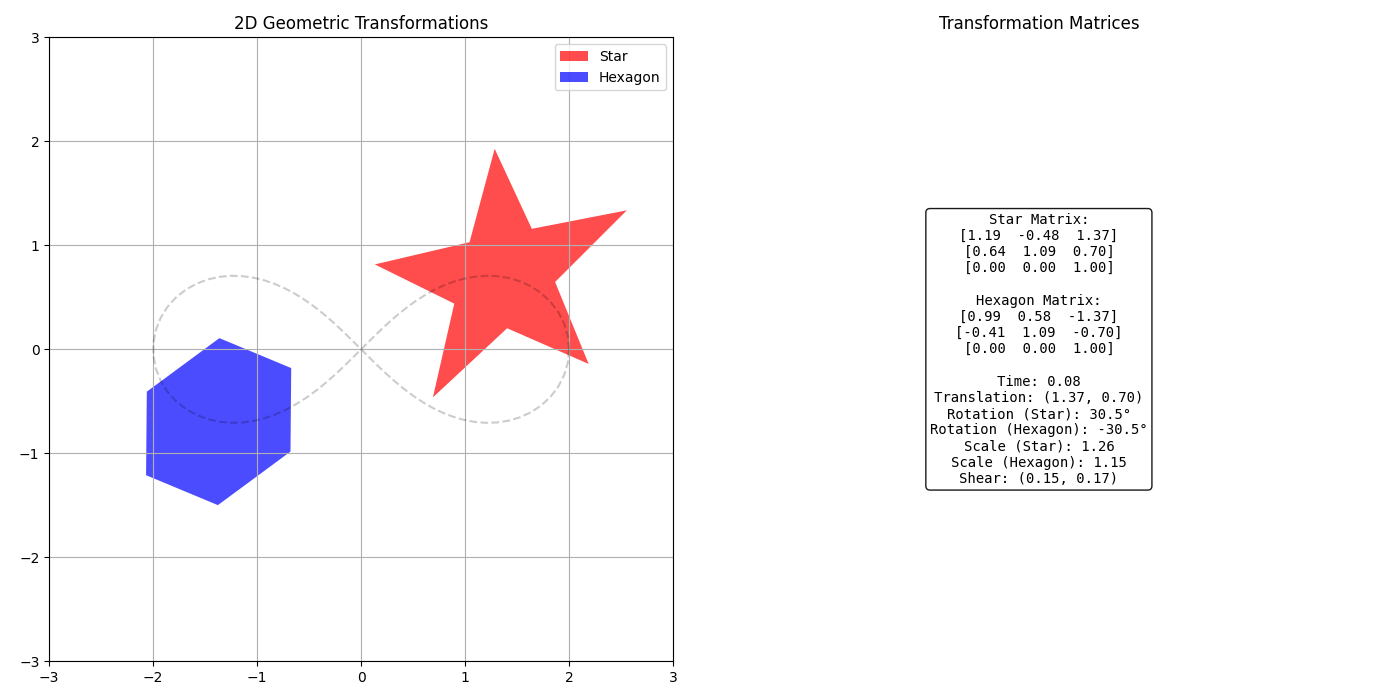 2D Geometric Transformations
Star
Hexagon
3
2
1
0
−1
−2
−3
−3
−2
−1
0
1
2
3
Transformation Matrices
Star Matrix:
[1.19  -0.48  1.37]
[0.64  1.09  0.70]
[0.00  0.00  1.00]
Hexagon Matrix:
[0.99  0.58  -1.37]
[-0.41  1.09  -0.70]
[0.00  0.00  1.00]
Time: 0.08
Translation: (1.37, 0.70)
Rotation (Star): 30.5°
Rotation (Hexagon): -30.5°
Scale (Star): 1.26
Scale (Hexagon): 1.15
Shear: (0.15, 0.17)